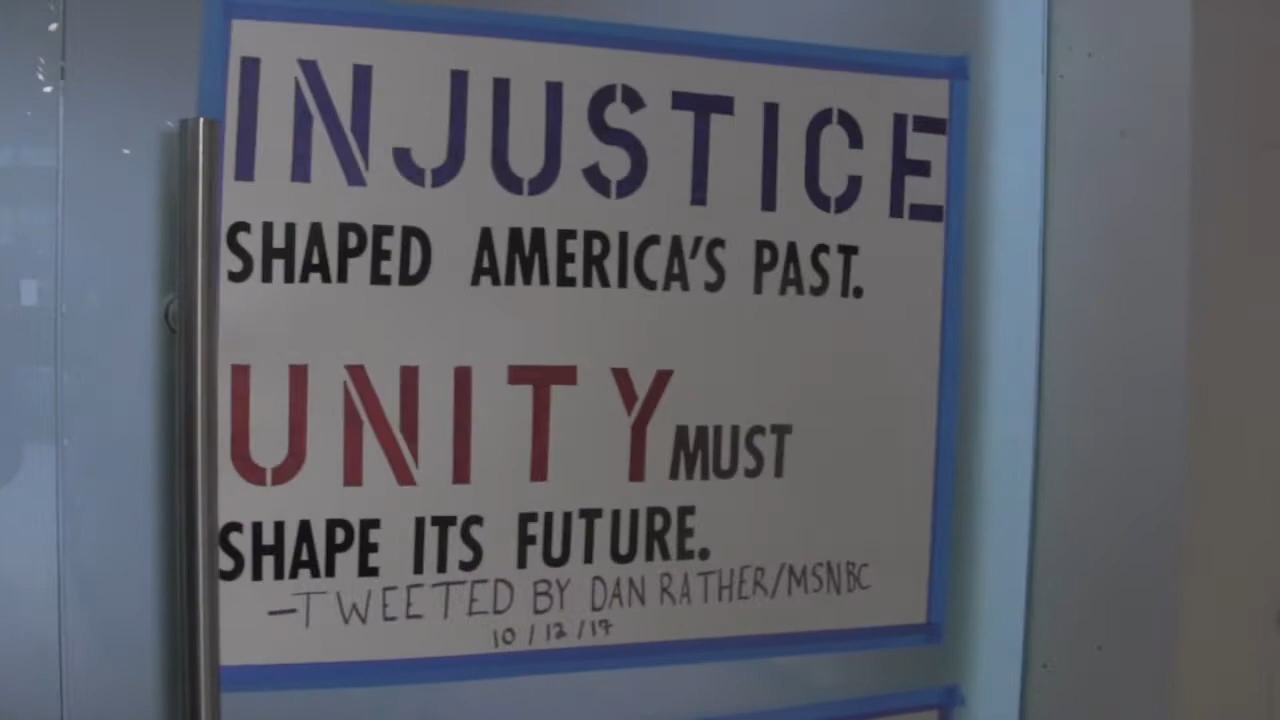 INJUSTICE
SHAPED AMERICA'S PAST.
UNITY MUST
SHAPE ITS FUTURE.
-TWEETED BY DAN RATHER/MSNBC
10/12/17